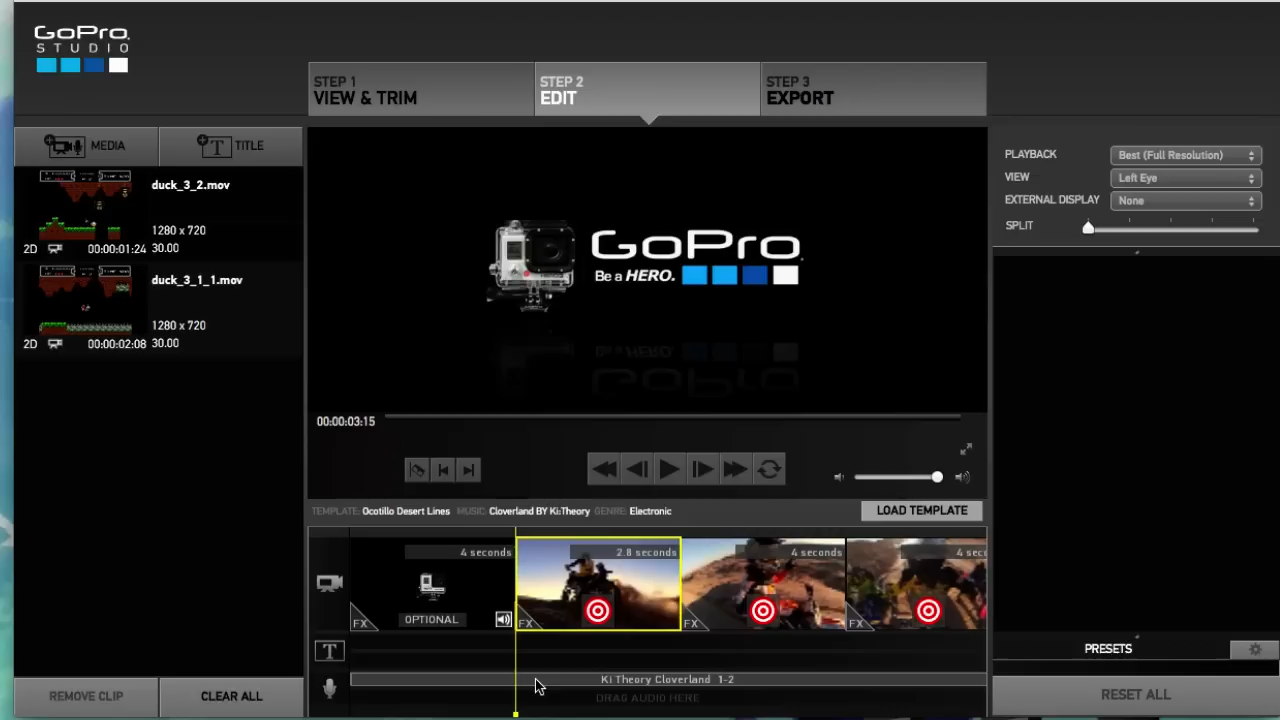 GoPro
STUDIO
STEP 1
VIEW & TRIM
STEP 2
EDIT
STEP 3
EXPORT
MEDIA
T TITLE
duck_3_2.mov
1280 x 720
2D 00:00:01:24 30.00
duck_3_1_1.mov
1280 x 720
2D 00:00:02:08 30.00
GoPro
Be a HERO.
00:00:03:15
PLAYBACK Best (Full Resolution)
VIEW Left Eye
EXTERNAL DISPLAY None
SPLIT
TEMPLATE: Ocotillo Desert Lines MUSIC: Cloverland BY Ki:Theory GENRE: Electronic
LOAD TEMPLATE
4 seconds 2.8 seconds 4 seconds 4 sec
OPTIONAL
FX FX FX FX
T
Ki Theory Cloverland 1-2
DRAG AUDIO HERE
REMOVE CLIP CLEAR ALL
PRESETS
RESET ALL